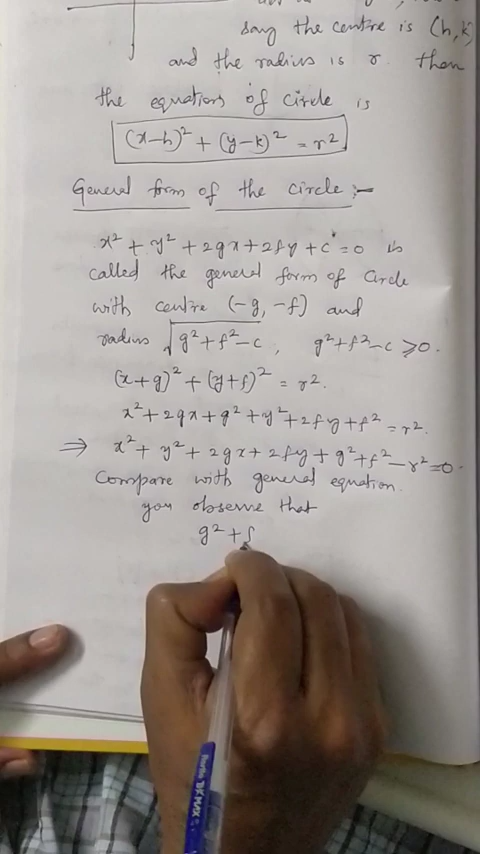 say the centre is (h, k)
and the radius is r. then
the equation of circle is
(x-h)² + (y-k)² = r²
General form of the circle :-
x² + y² + 2gx + 2fy + c = 0 is
called the general form of circle
with centre (-g, -f) and
radius √g²+f²-c, g²+f²-c ≥ 0.
(x+g)² + (y+f)² = r².
x² + 2gx + g² + y² + 2fy + f² = r².
⇒ x² + y² + 2gx + 2fy + g² + f² - r² = 0.
Compare with general equation.
you observe that
g² + f